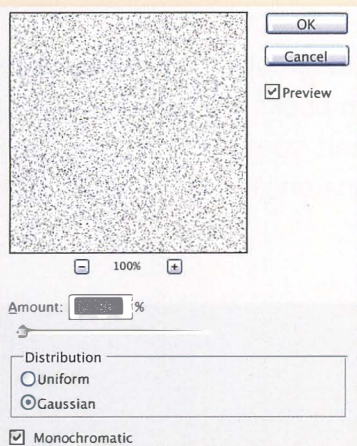 OK
Cancel
Preview
100%
Amount: %
Distribution
Uniform
Gaussian
Monochromatic